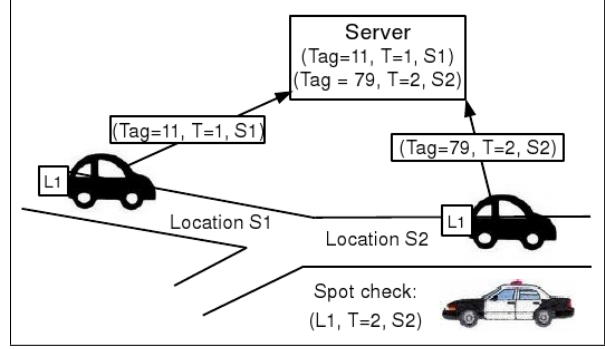 Server
(Tag=11, T=1, S1)
(Tag = 79, T=2, S2)
(Tag=11, T=1, S1)
(Tag=79, T=2, S2)
L1
L1
Location S1
Location S2
Spot check:
(L1, T=2, S2)